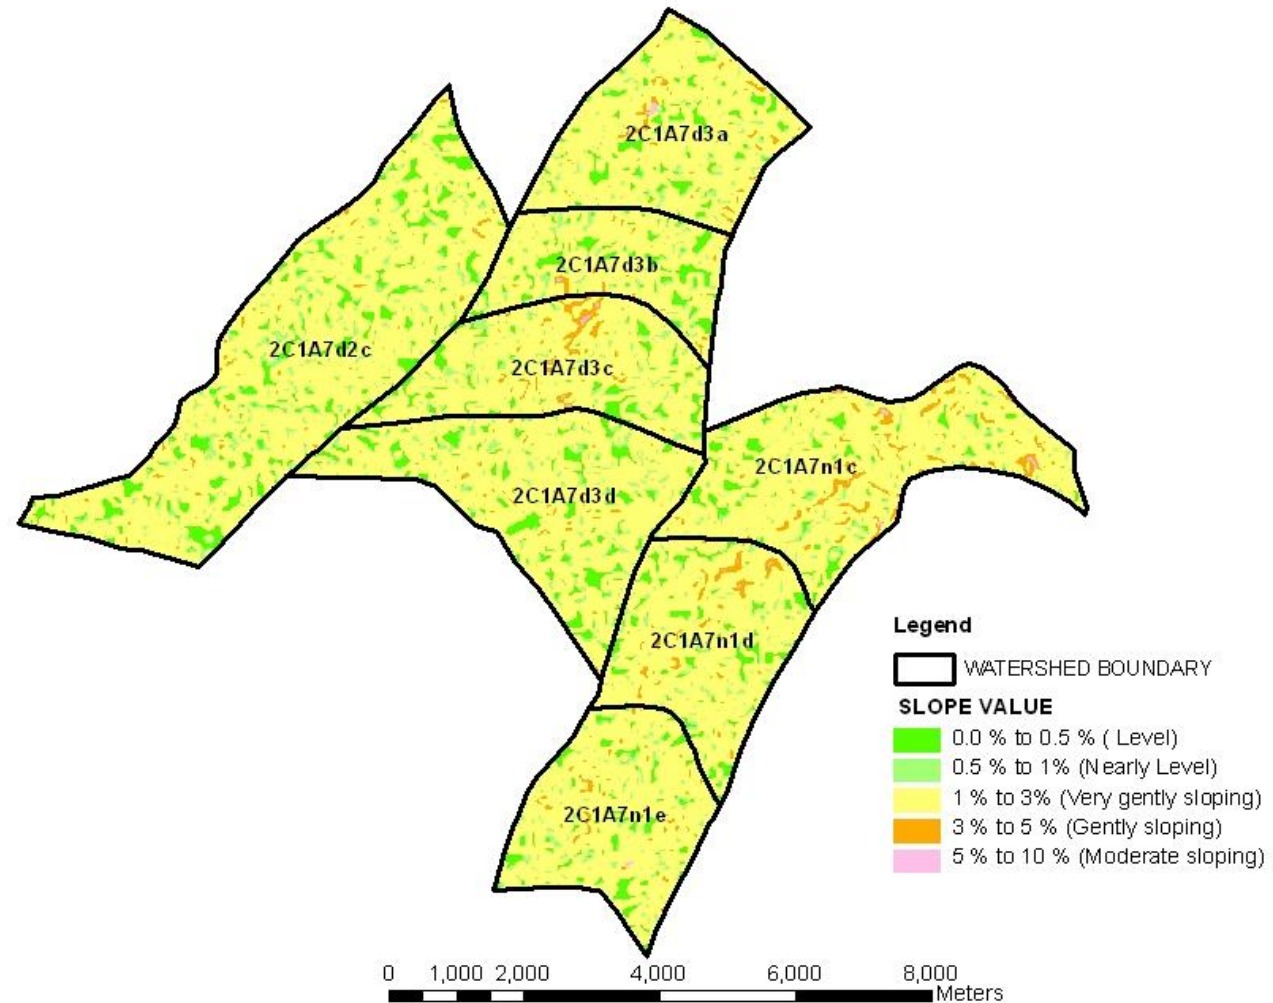 2C1A7d3a
2C1A7d3b
2C1A7d2c
2C1A7d3c
2C1A7n1c
2C1A7d3d
2C1A7n1d
2C1A7n1e
Legend
WATERSHED BOUNDARY
SLOPE VALUE
0.0 % to 0.5 % ( Level)
0.5 % to 1% (Nearly Level)
1 % to 3% (Very gently sloping)
3 % to 5 % (Gently sloping)
5 % to 10 % (Moderate sloping)
0 1,000 2,000 4,000 6,000 8,000
Meters